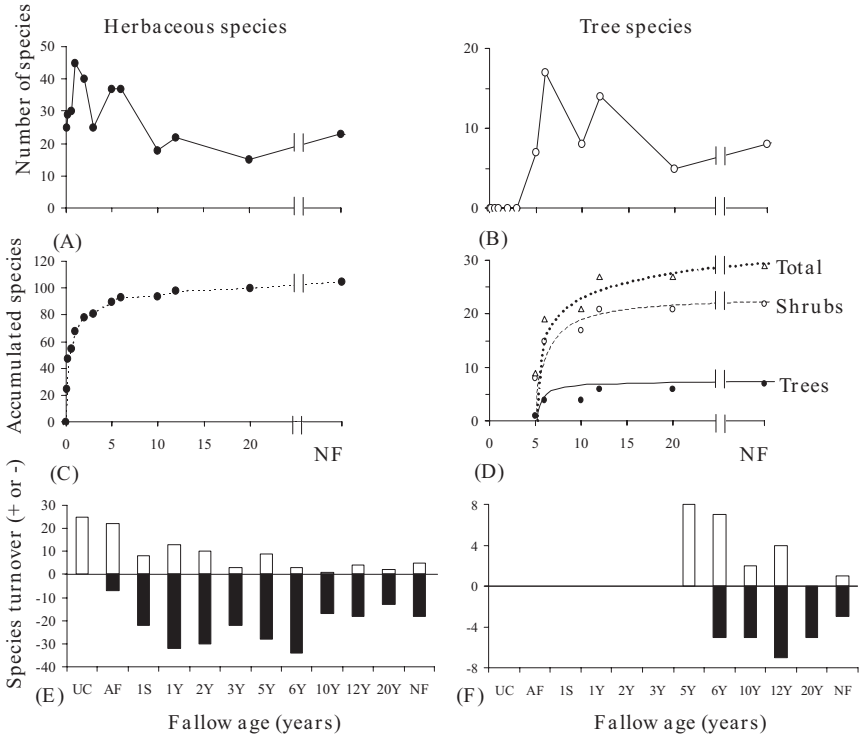 Herbaceous species
Tree species
Number of species
50
40
30
20
10
0
(A)
20
10
0
(B)
Accumulated species
120
100
80
60
40
20
0
0 5 10 15 20
NF
(C)
30
20
10
0
0 5 10 15 20
NF
(D)
Total
Shrubs
Trees
Species turnover (+ or -)
30
20
10
0
-10
-20
-30
-40
(E)
UC AF 1S 1Y 2Y 3Y 5Y 6Y 10Y 12Y 20Y NF
Fallow age (years)
8
4
0
-4
-8
(F)
UC AF 1S 1Y 2Y 3Y 5Y 6Y 10Y 12Y 20Y NF
Fallow age (years)